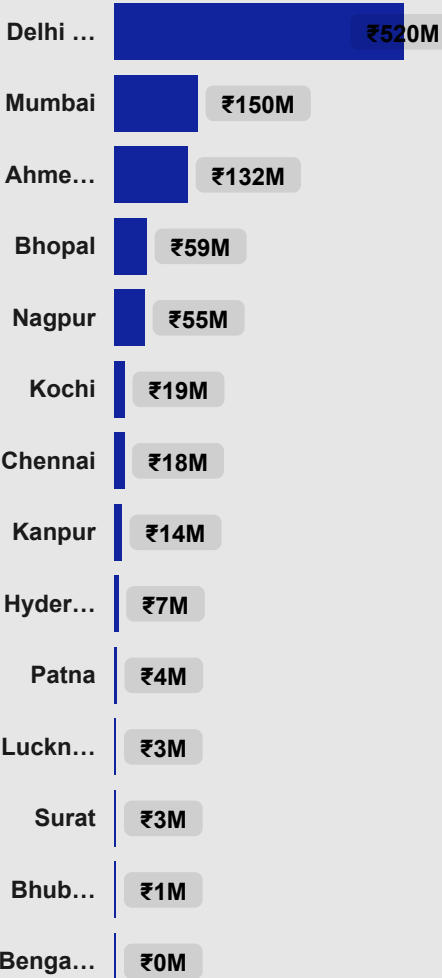 Delhi … ₹520M
Mumbai ₹150M
Ahme… ₹132M
Bhopal ₹59M
Nagpur ₹55M
Kochi ₹19M
Chennai ₹18M
Kanpur ₹14M
Hyder… ₹7M
Patna ₹4M
Luckn… ₹3M
Surat ₹3M
Bhub… ₹1M
Benga… ₹0M